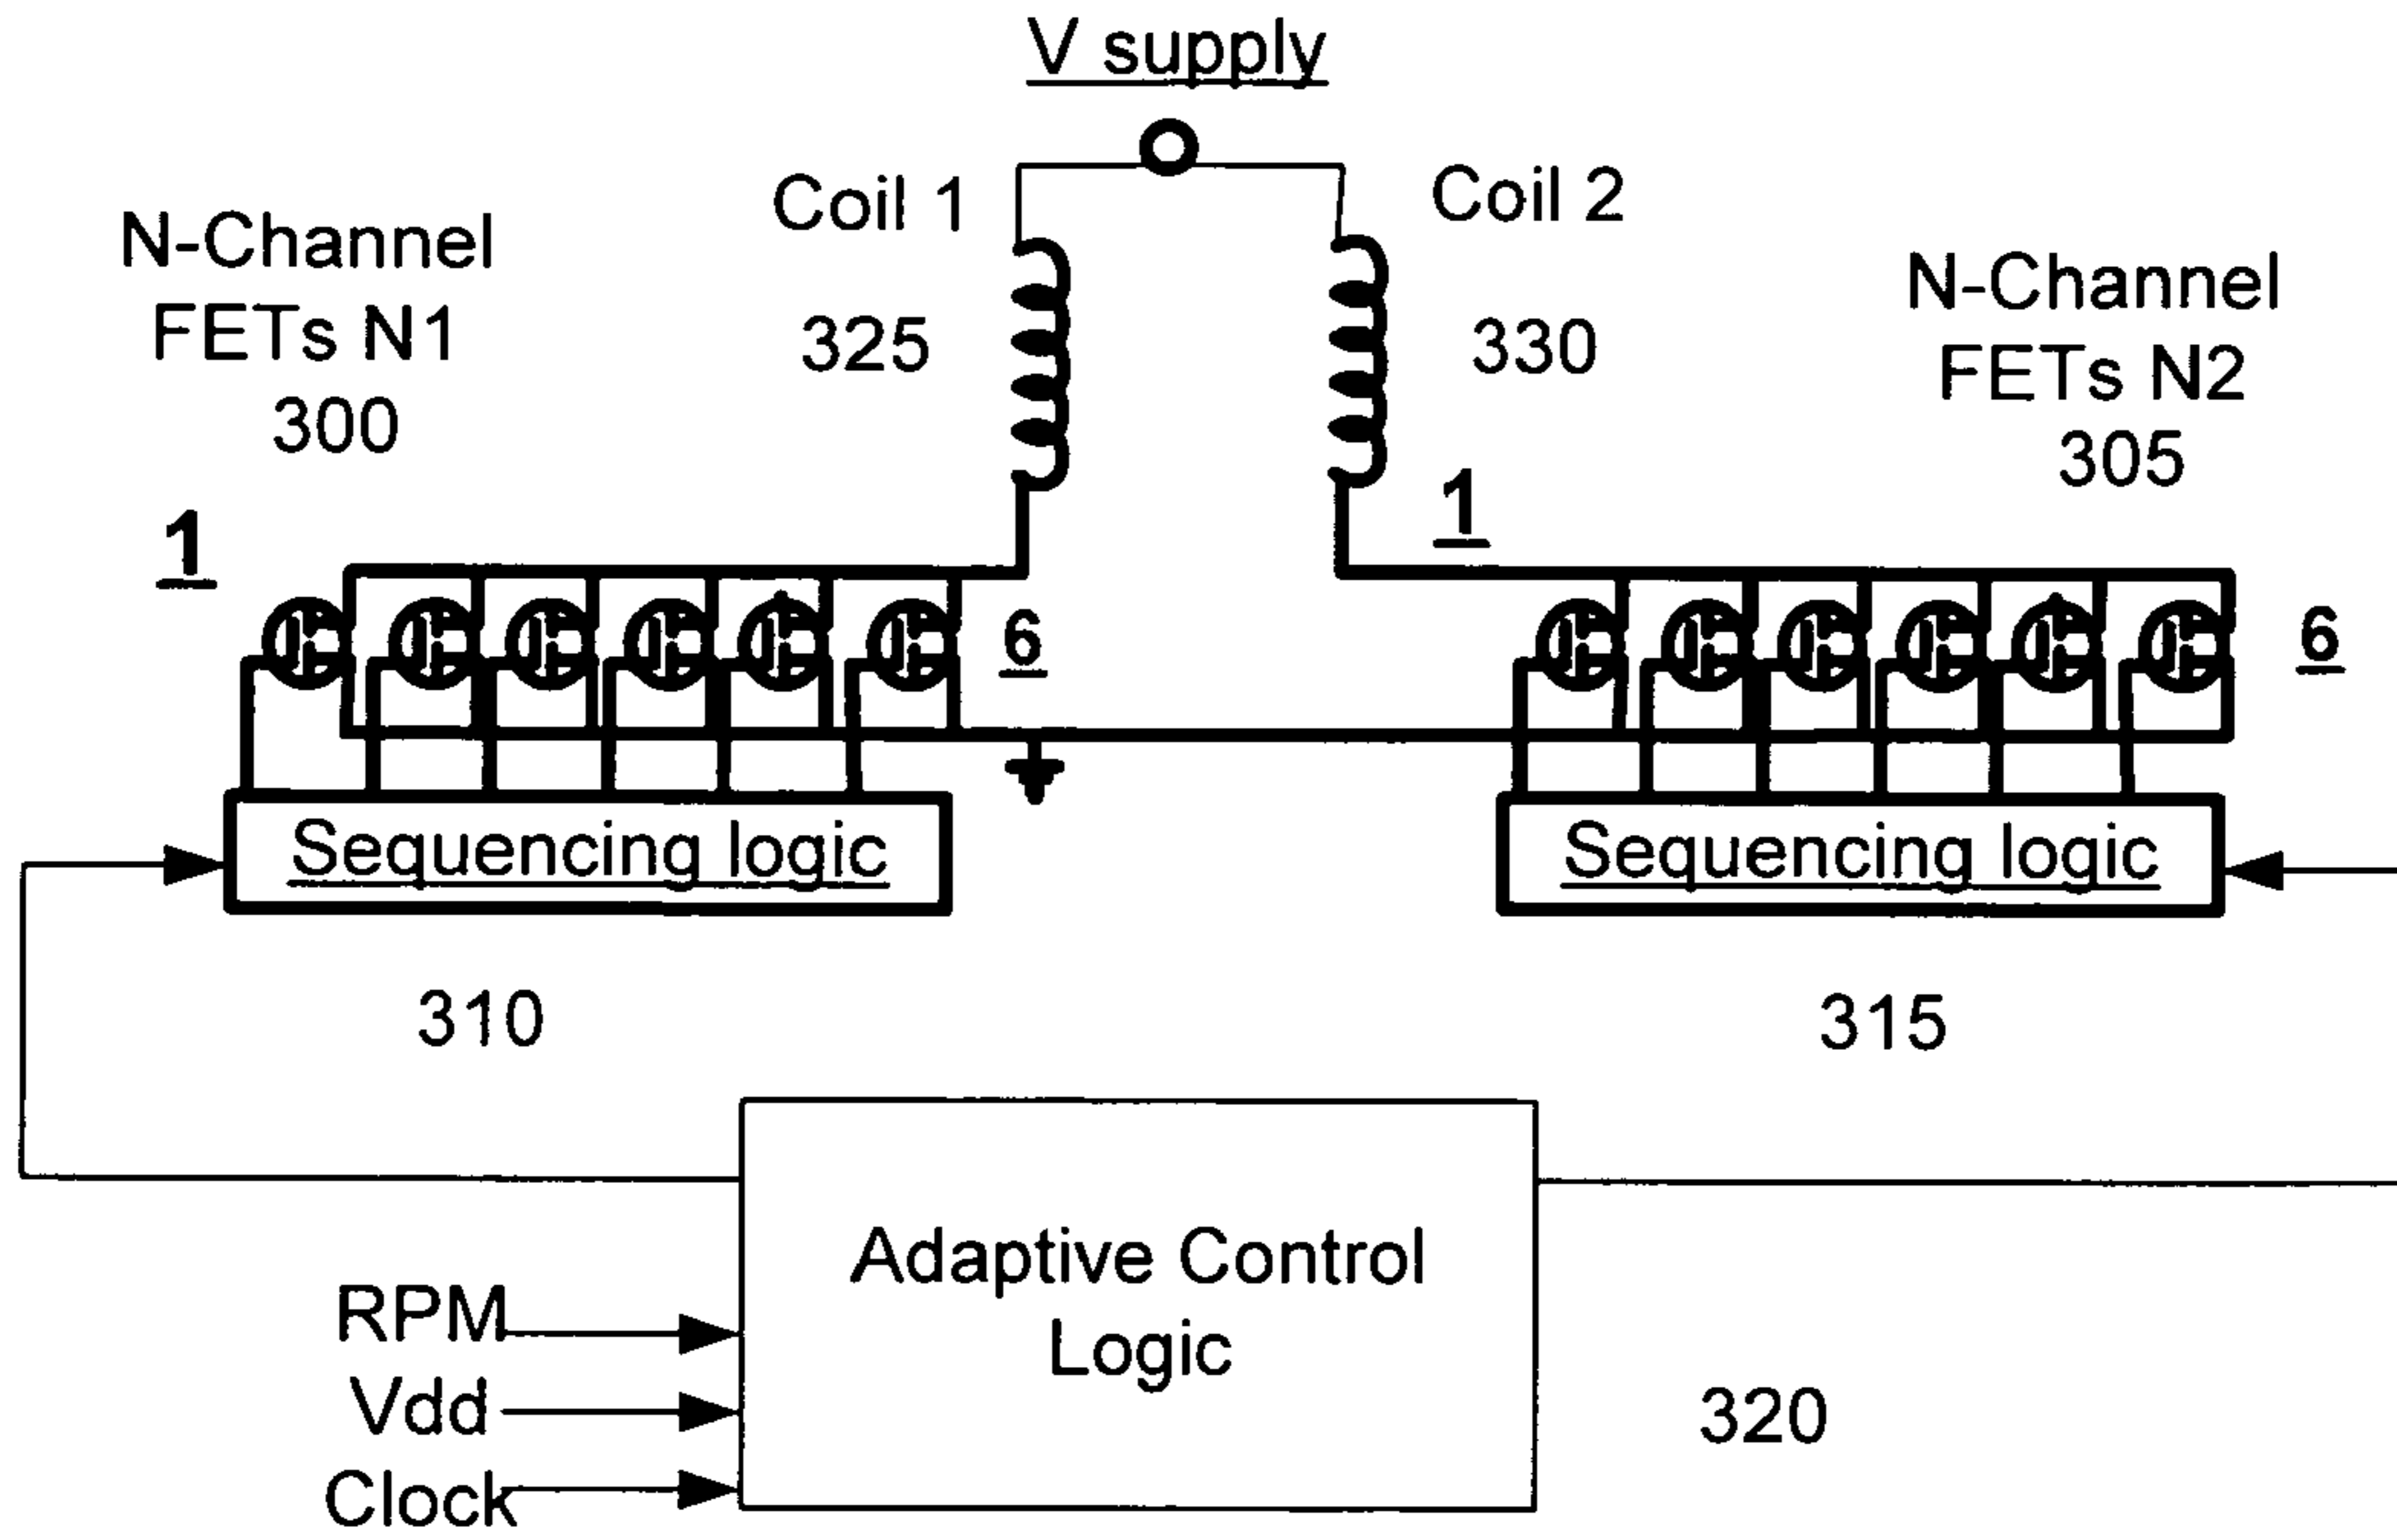 V supply
Coil 1
325
Coil 2
330
N-Channel
FETs N1
300
N-Channel
FETs N2
305
1
6
1
6
Sequencing logic
310
Sequencing logic
315
Adaptive Control
Logic
320
RPM
Vdd
Clock